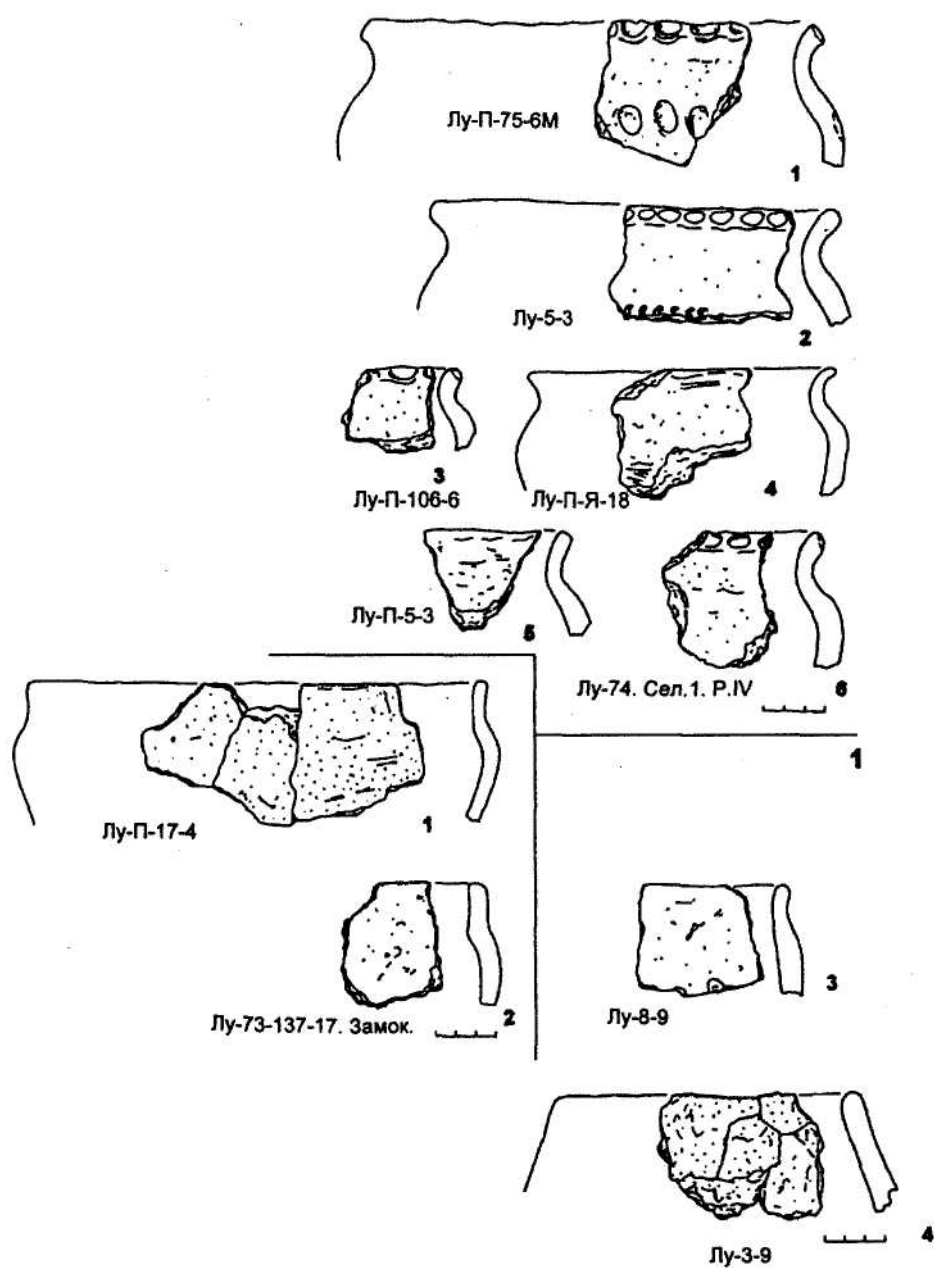 Лу-П-75-6М
1
Лу-5-3
2
3
Лу-П-106-6
Лу-П-Я-18
4
Лу-П-5-3
5
Лу-74. Сел.1. Р.IV
6
1
Лу-П-17-4
1
Лу-73-137-17. Замок.
2
Лу-8-9
3
Лу-3-9
4